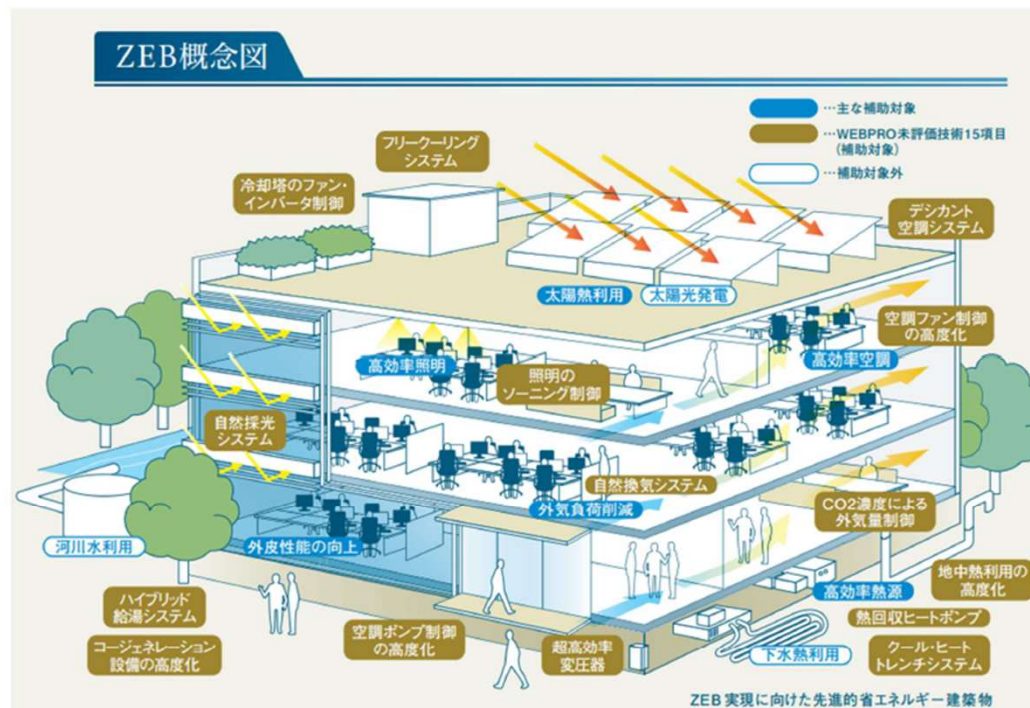 ZEB概念図
…主な補助対象
…WEBPRO未評価技術15項目
(補助対象)
…補助対象外
フリークーリング
システム
冷却塔のファン・
インバータ制御
デシカント
空調システム
太陽熱利用
太陽光発電
空調ファン制御
の高度化
高効率照明
高効率空調
照明の
ゾーニング制御
自然採光
システム
自然換気システム
外気負荷削減
CO2濃度による
外気量制御
河川水利用
外皮性能の向上
高効率熱源
地中熱利用の
高度化
ハイブリッド
給湯システム
熱回収ヒートポンプ
コージェネレーション
設備の高度化
空調ポンプ制御
の高度化
超高効率
変圧器
下水熱利用
クール・ヒート
トレンチシステム
ZEB実現に向けた先進的省エネルギー建築物